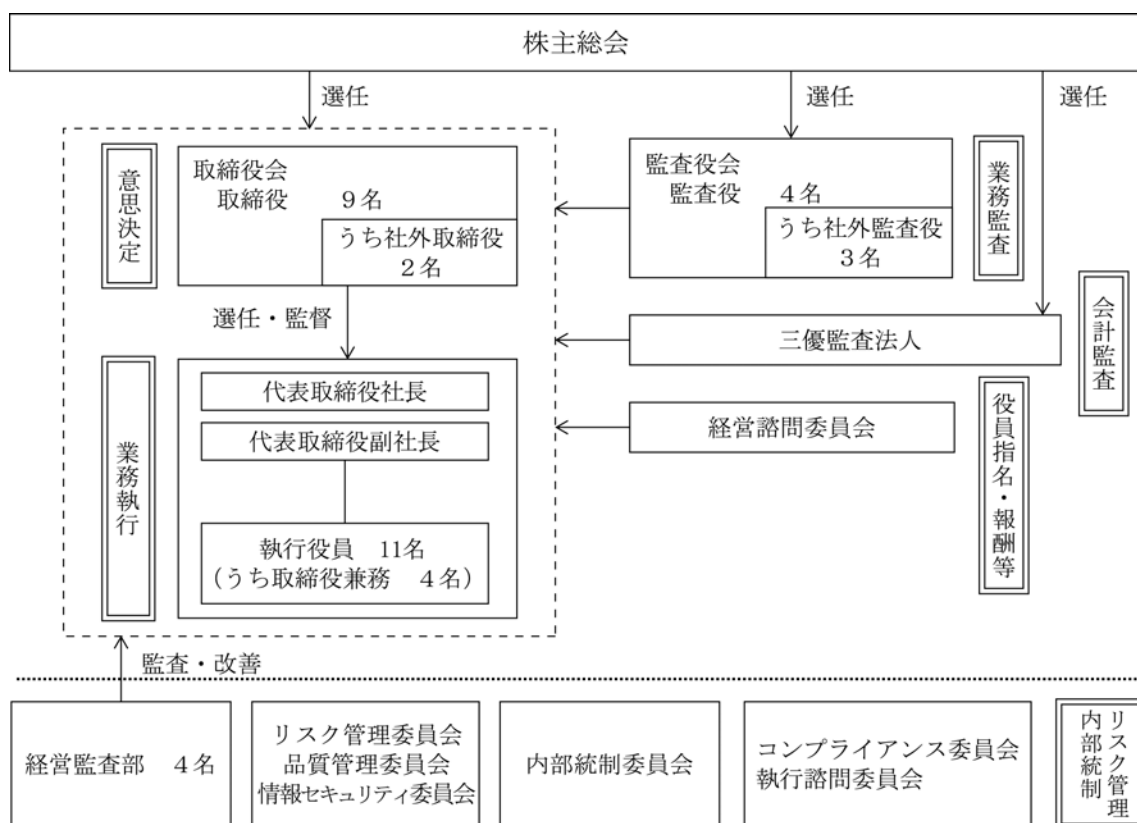 株主総会
選任
選任
選任
意思決定
取締役会
取締役　9名
うち社外取締役
2名
監査役会
監査役　4名
うち社外監査役
3名
業務監査
選任・監督
三優監査法人
会計監査
業務執行
代表取締役社長
代表取締役副社長
執行役員　11名
(うち取締役兼務　4名)
経営諮問委員会
役員指名・報酬等
監査・改善
経営監査部　4名
リスク管理委員会
品質管理委員会
情報セキュリティ委員会
内部統制委員会
コンプライアンス委員会
執行諮問委員会
リスク管理
内部統制